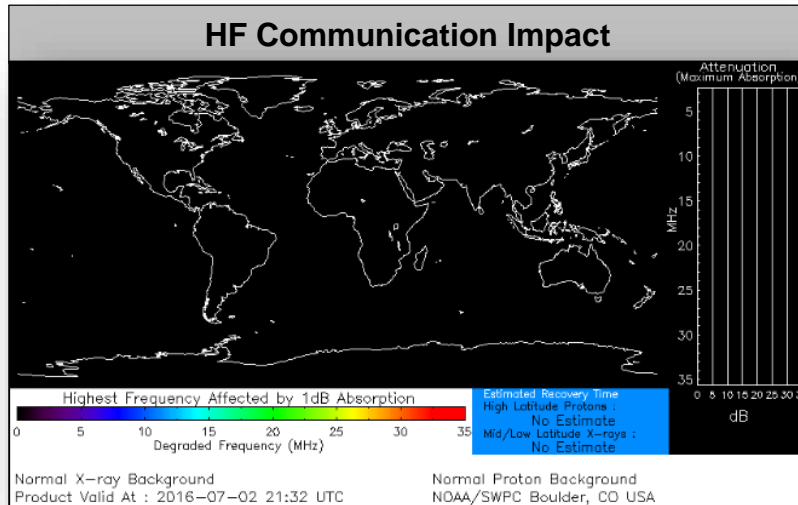 HF Communication Impact
Attenuation
(Maximum Absorption)
5
10
15
20
25
30
35
MHz
0 5 10 15 20 25 30
dB
Highest Frequency Affected by 1dB Absorption
0 5 10 15 20 25 30 35
Degraded Frequency (MHz)
Estimated Recovery Time
High Latitude Protons :
No Estimate
Mid/Low Latitude X-rays :
No Estimate
Normal X-ray Background
Normal Proton Background
Product Valid At : 2016-07-02 21:32 UTC
NOAA/SWPC Boulder, CO USA